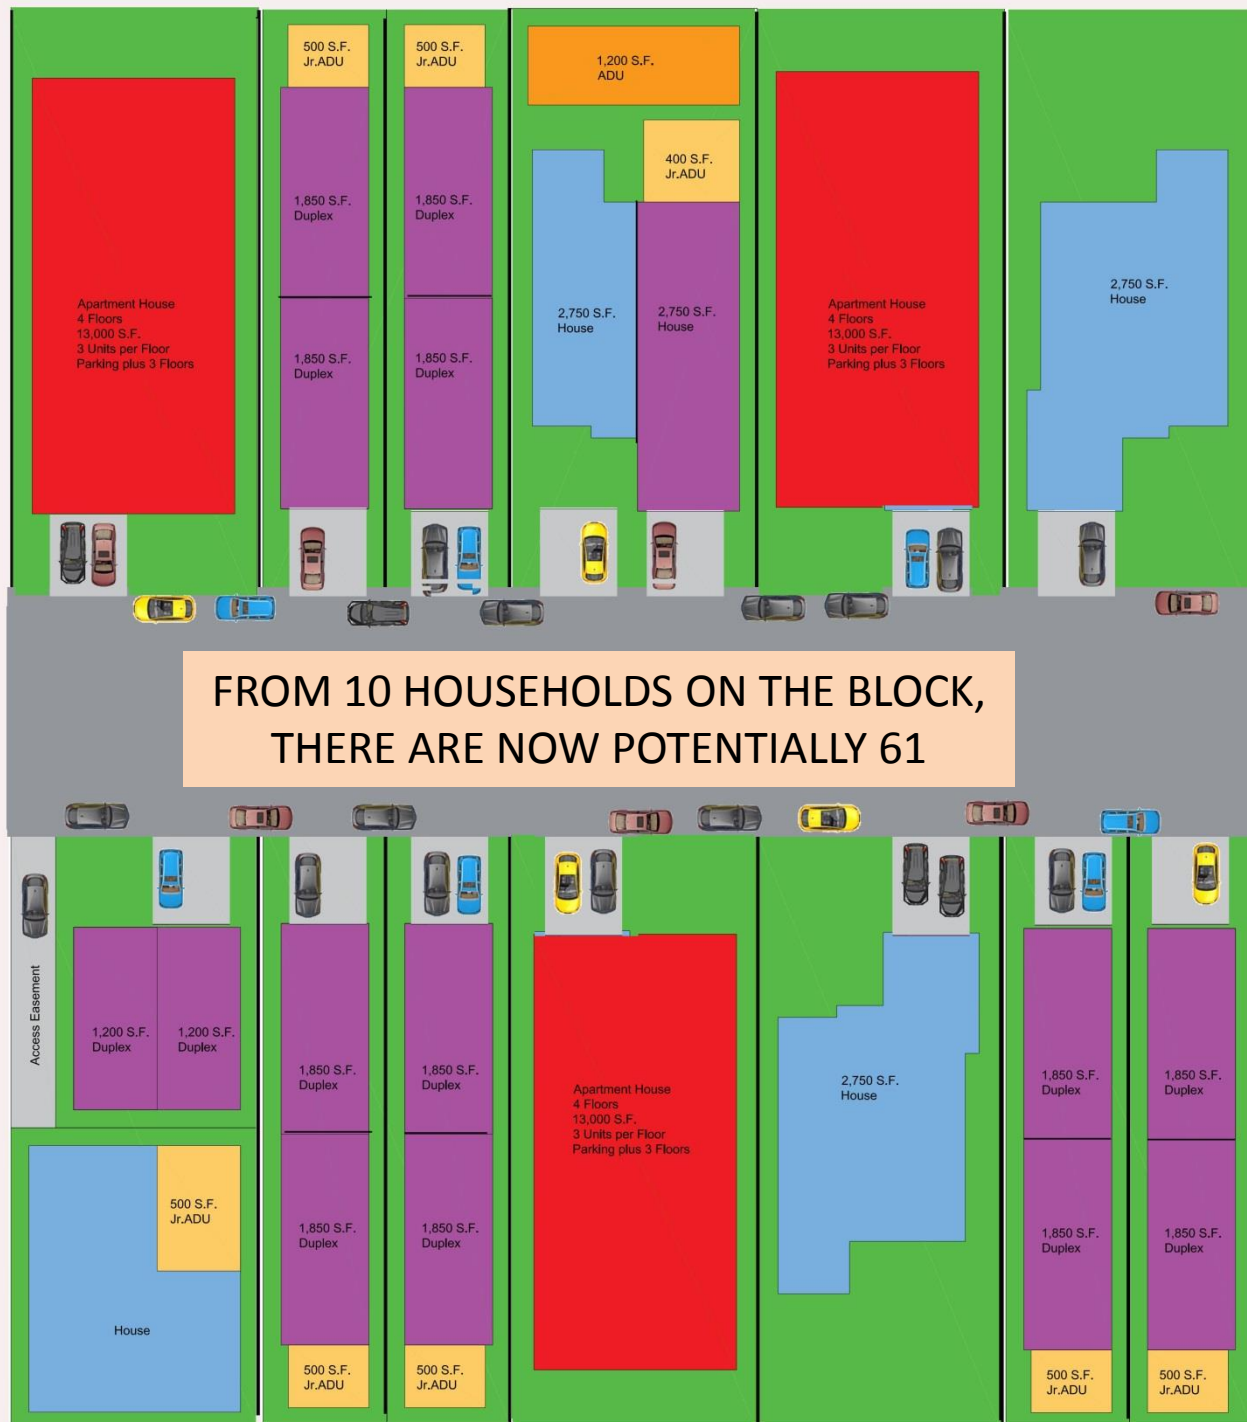 500 S.F.
Jr.ADU
500 S.F.
Jr.ADU
1,200 S.F.
ADU
400 S.F.
Jr.ADU
1,850 S.F.
Duplex
1,850 S.F.
Duplex
Apartment House
4 Floors
13,000 S.F.
3 Units per Floor
Parking plus 3 Floors
1,850 S.F.
Duplex
1,850 S.F.
Duplex
2,750 S.F.
House
2,750 S.F.
House
Apartment House
4 Floors
13,000 S.F.
3 Units per Floor
Parking plus 3 Floors
2,750 S.F.
House
FROM 10 HOUSEHOLDS ON THE BLOCK,
THERE ARE NOW POTENTIALLY 61
Access Easement
1,200 S.F.
Duplex
1,200 S.F.
Duplex
1,850 S.F.
Duplex
1,850 S.F.
Duplex
Apartment House
4 Floors
13,000 S.F.
3 Units per Floor
Parking plus 3 Floors
2,750 S.F.
House
1,850 S.F.
Duplex
1,850 S.F.
Duplex
500 S.F.
Jr.ADU
House
1,850 S.F.
Duplex
1,850 S.F.
Duplex
1,850 S.F.
Duplex
1,850 S.F.
Duplex
500 S.F.
Jr.ADU
500 S.F.
Jr.ADU
500 S.F.
Jr.ADU
500 S.F.
Jr.ADU